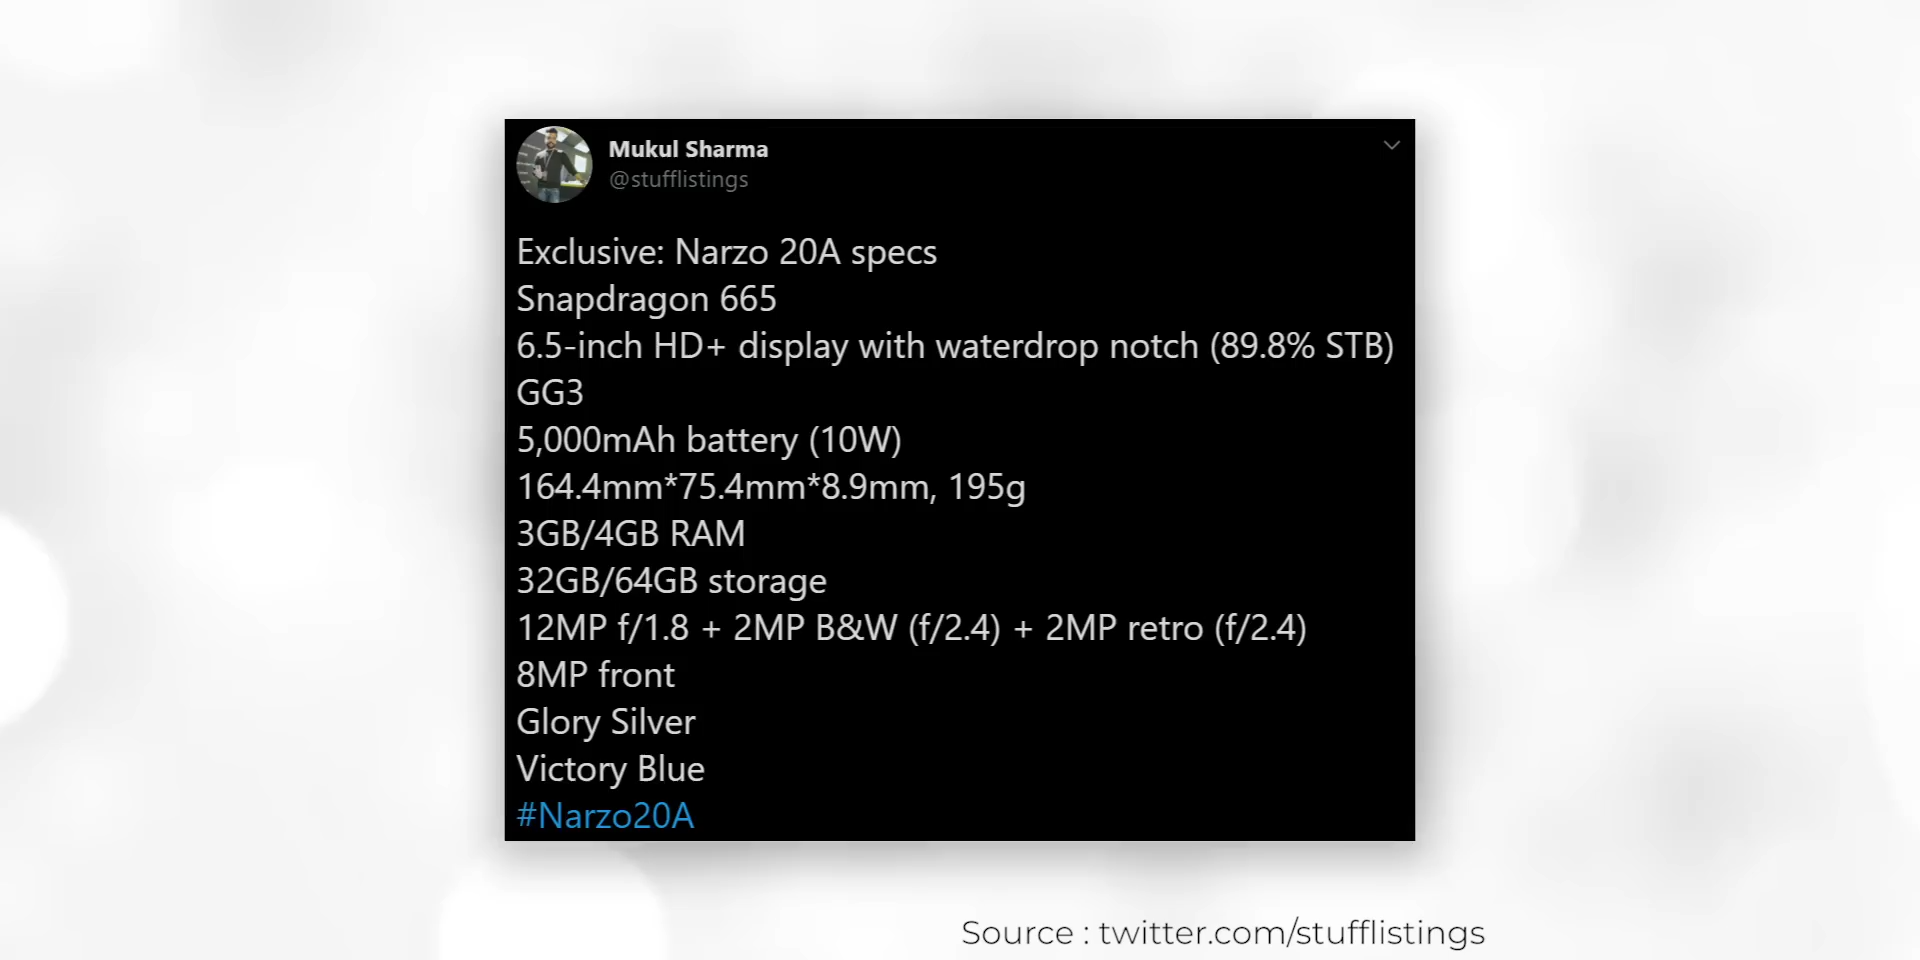 Mukul Sharma
@stufflistings
Exclusive: Narzo 20A specs
Snapdragon 665
6.5-inch HD+ display with waterdrop notch (89.8% STB)
GG3
5,000mAh battery (10W)
164.4mm*75.4mm*8.9mm, 195g
3GB/4GB RAM
32GB/64GB storage
12MP f/1.8 + 2MP B&W (f/2.4) + 2MP retro (f/2.4)
8MP front
Glory Silver
Victory Blue
#Narzo20A
Source : twitter.com/stufflistings